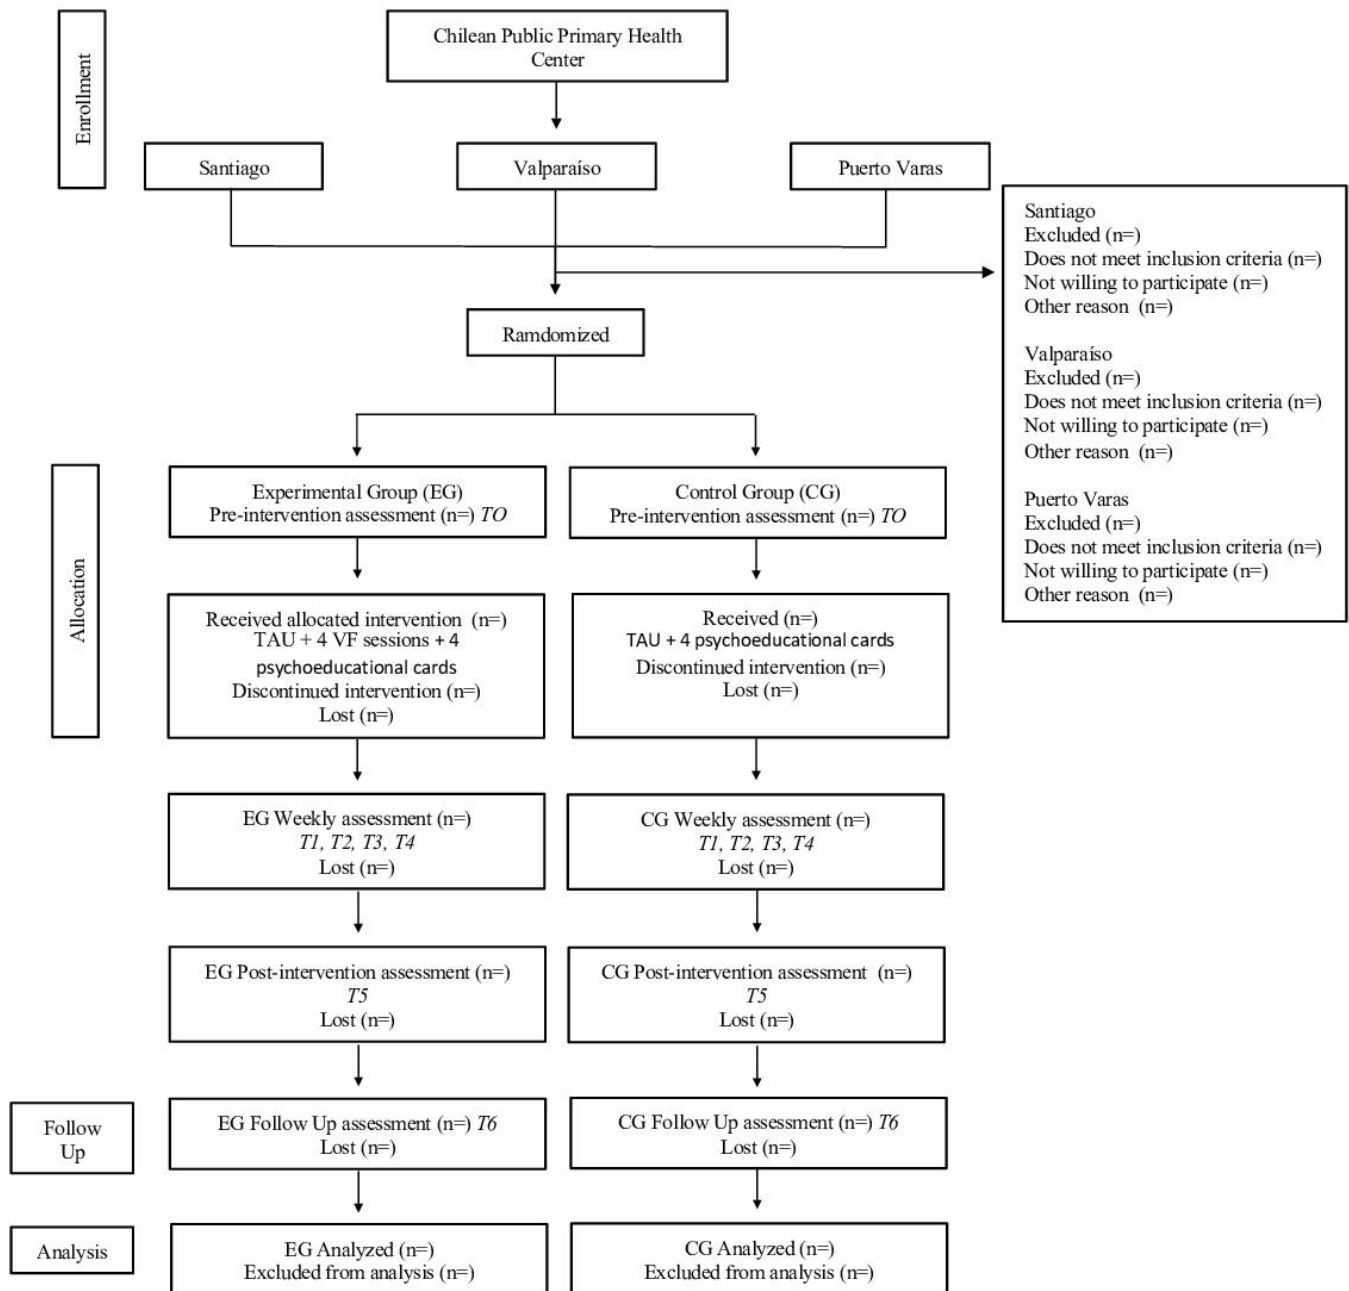 Enrollment
Chilean Public Primary Health
Center
Santiago
Valparaíso
Puerto Varas
Santiago
Excluded (n=)
Does not meet inclusion criteria (n=)
Not willing to participate (n=)
Other reason (n=)
Valparaíso
Excluded (n=)
Does not meet inclusion criteria (n=)
Not willing to participate (n=)
Other reason (n=)
Puerto Varas
Excluded (n=)
Does not meet inclusion criteria (n=)
Not willing to participate (n=)
Other reason (n=)
Ramdomized
Allocation
Experimental Group (EG)
Pre-intervention assessment (n=) TO
Control Group (CG)
Pre-intervention assessment (n=) TO
Received allocated intervention (n=)
TAU + 4 VF sessions + 4
psychoeducational cards
Discontinued intervention (n=)
Lost (n=)
Received (n=)
TAU + 4 psychoeducational cards
Discontinued intervention (n=)
Lost (n=)
EG Weekly assessment (n=)
T1, T2, T3, T4
Lost (n=)
CG Weekly assessment (n=)
T1, T2, T3, T4
Lost (n=)
EG Post-intervention assessment (n=)
T5
Lost (n=)
CG Post-intervention assessment (n=)
T5
Lost (n=)
Follow
Up
EG Follow Up assessment (n=) T6
Lost (n=)
CG Follow Up assessment (n=) T6
Lost (n=)
Analysis
EG Analyzed (n=)
Excluded from analysis (n=)
CG Analyzed (n=)
Excluded from analysis (n=)